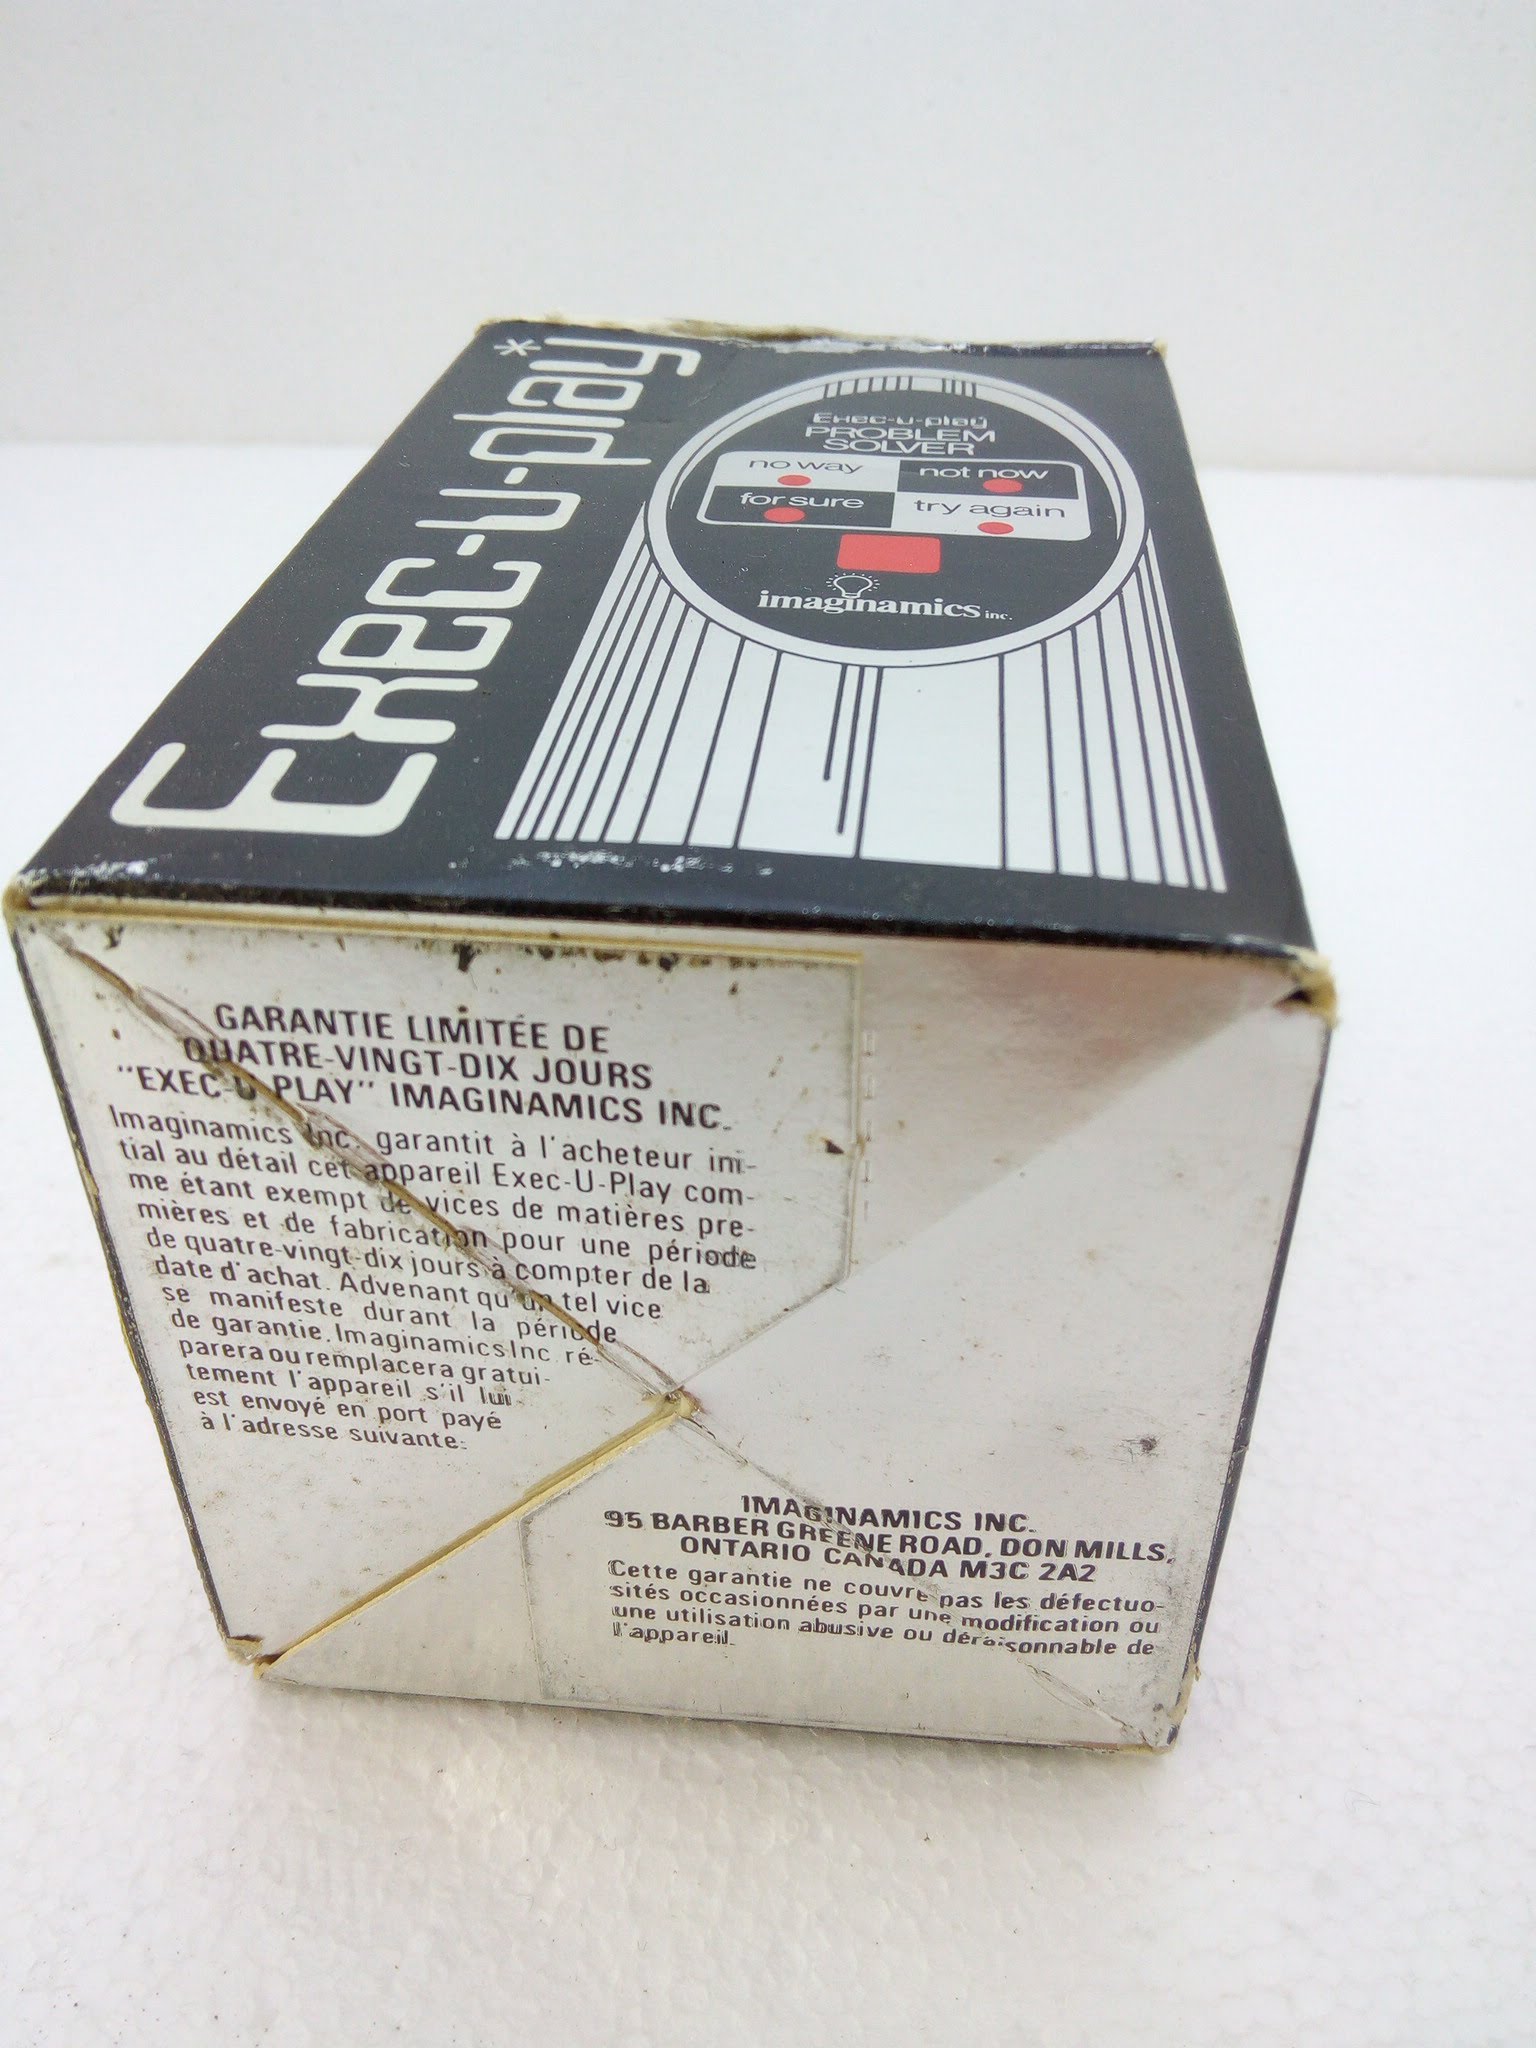 Exec-u-play*
Exec-u-play
PROBLEM
SOLVER
no way
not now
for sure
try again
imaginamics inc.
GARANTIE LIMITÉE DE
QUATRE-VINGT-DIX JOURS
"EXEC-U-PLAY" IMAGINAMICS INC.
Imaginamics Inc. garantit à l'acheteur ini-
tial au détail cet appareil Exec-U-Play com-
me étant exempt de vices de matières pre-
mières et de fabrication pour une période
de quatre-vingt-dix jours à compter de la
date d'achat. Advenant qu'un tel vice
se manifeste durant la période
de garantie, Imaginamics Inc ré-
parera ou remplacera gratui-
tement l'appareil s'il lui
est envoyé en port payé
à l'adresse suivante:
IMAGINAMICS INC.
95 BARBER GREENE ROAD, DON MILLS,
ONTARIO CANADA M3C 2A2
Cette garantie ne couvre pas les défectuo-
sités occasionnées par une modification ou
une utilisation abusive ou déraisonnable de
l'appareil.